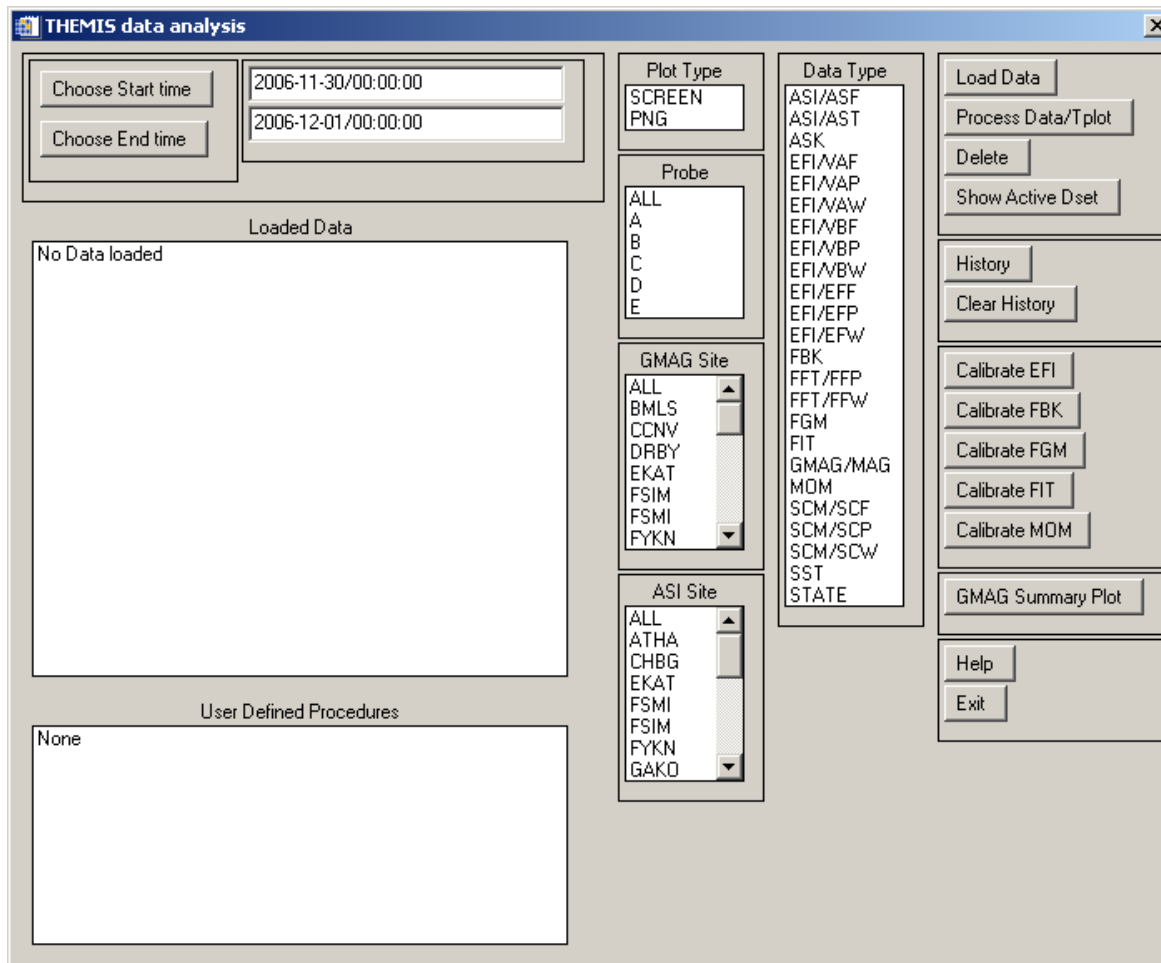 THEMIS data analysis
Choose Start time
2006-11-30/00:00:00
Choose End time
2006-12-01/00:00:00
Loaded Data
No Data loaded
User Defined Procedures
None
Plot Type
SCREEN
PNG
Probe
ALL
A
B
C
D
E
GMAG Site
ALL
BMLS
CCNV
DRBY
EKAT
FSIM
FSMI
FYKN
ASI Site
ALL
ATHA
CHBG
EKAT
FSMI
FSIM
FYKN
GAKO
Data Type
ASI/ASF
ASI/AST
ASK
EFI/VAF
EFI/VAP
EFI/VAW
EFI/VBF
EFI/VBP
EFI/VBW
EFI/EFF
EFI/EFP
EFI/EFW
FBK
FFT/FFP
FFT/FFW
FGM
FIT
GMAG/MAG
MOM
SCM/SCF
SCM/SCP
SCM/SCW
SST
STATE
Load Data
Process Data/Tplot
Delete
Show Active Dset
History
Clear History
Calibrate EFI
Calibrate FBK
Calibrate FGM
Calibrate FIT
Calibrate MOM
GMAG Summary Plot
Help
Exit